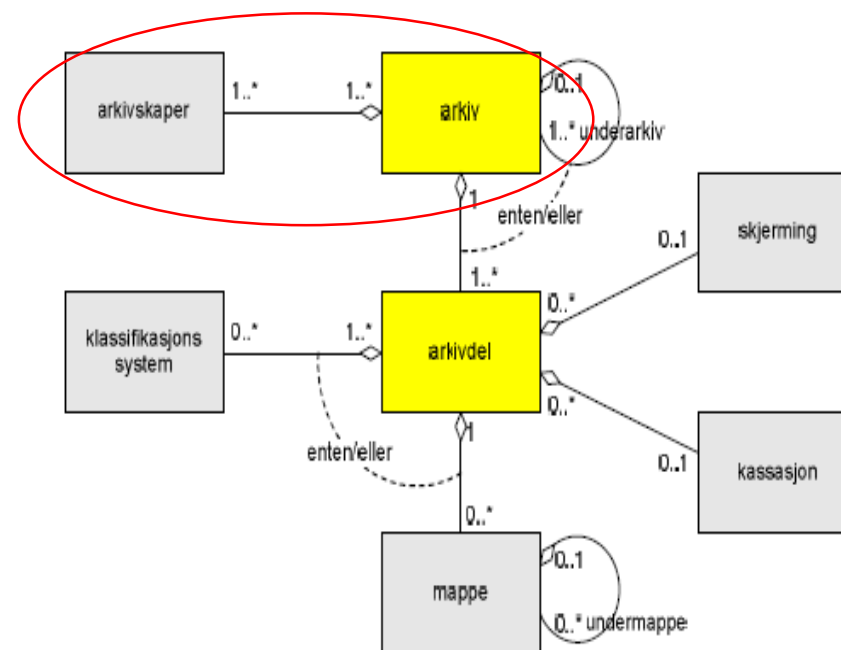 arkivskaper
1..*
1..*
arkiv
0..1
1..* underarkiv
1
enten/eller
1..*
skjerming
0..1
klassifikasjons
system
0..*
1..*
arkivdel
0..*
0..*
0..1
kassasjon
1
enten/eller
0..*
mappe
0..1
0..* undermappe